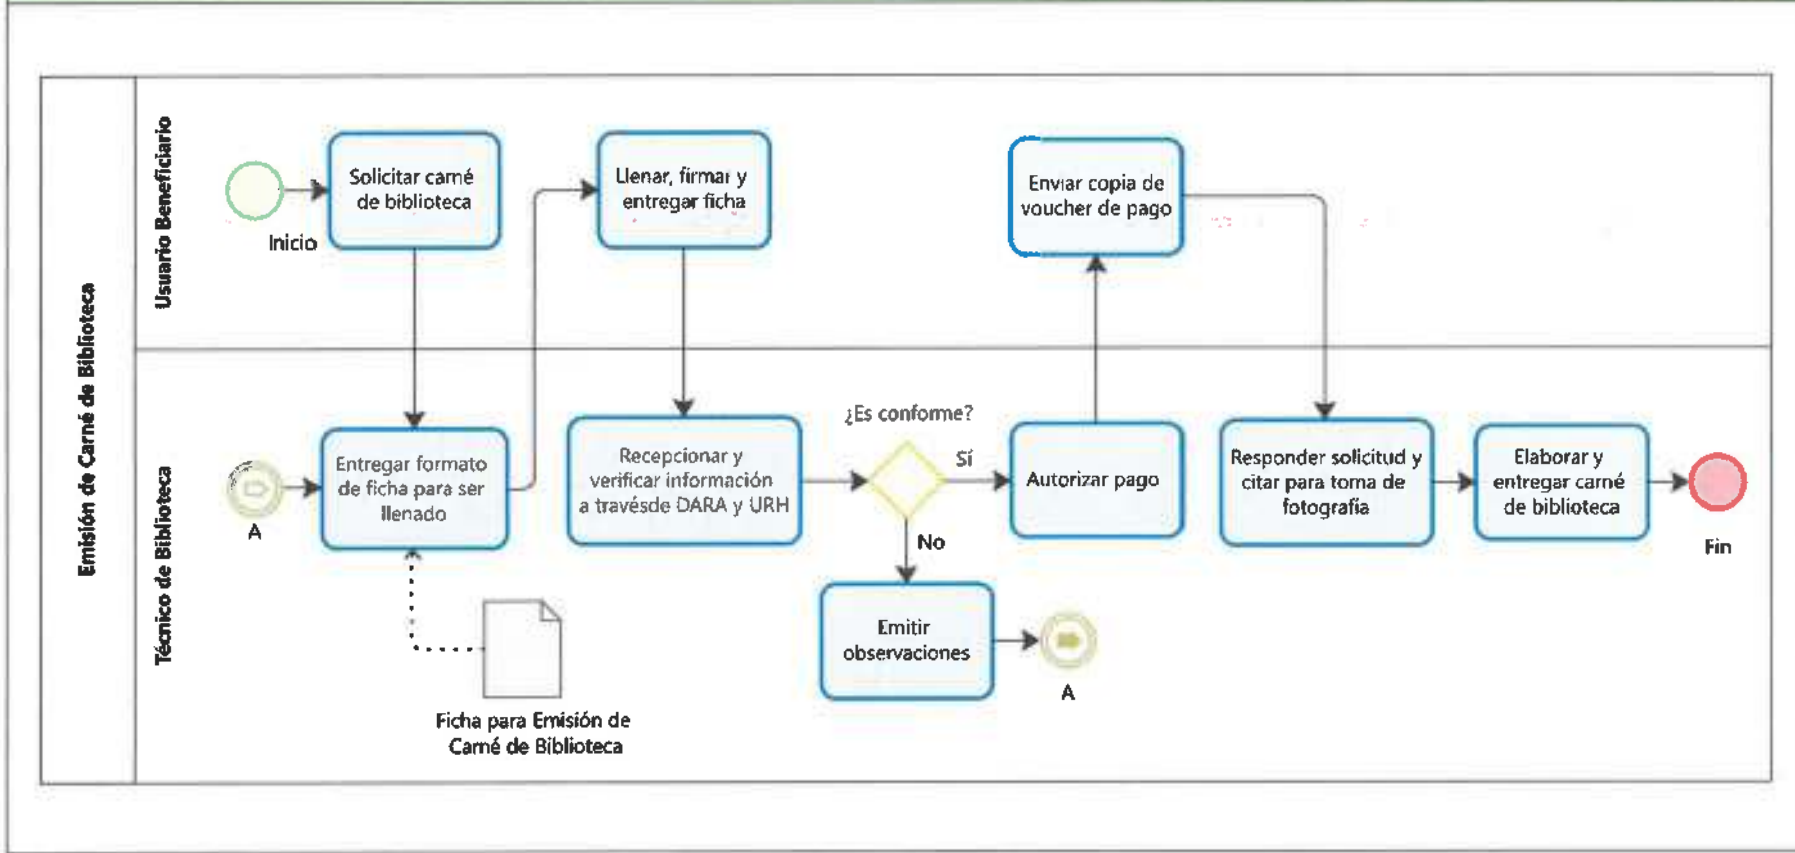 Emisión de Carné de Biblioteca
Usuario Beneficiario
Inicio
Solicitar carné
de biblioteca
Llenar, firmar y
entregar ficha
Enviar copia de
voucher de pago
Técnico de Biblioteca
A
Entregar formato
de ficha para ser
llenado
Ficha para Emisión de
Carné de Biblioteca
Recepcionar y
verificar información
a travésde DARA y URH
¿Es conforme?
Sí
No
Autorizar pago
Emitir
observaciones
A
Responder solicitud y
citar para toma de
fotografía
Elaborar y
entregar carné
de biblioteca
Fin